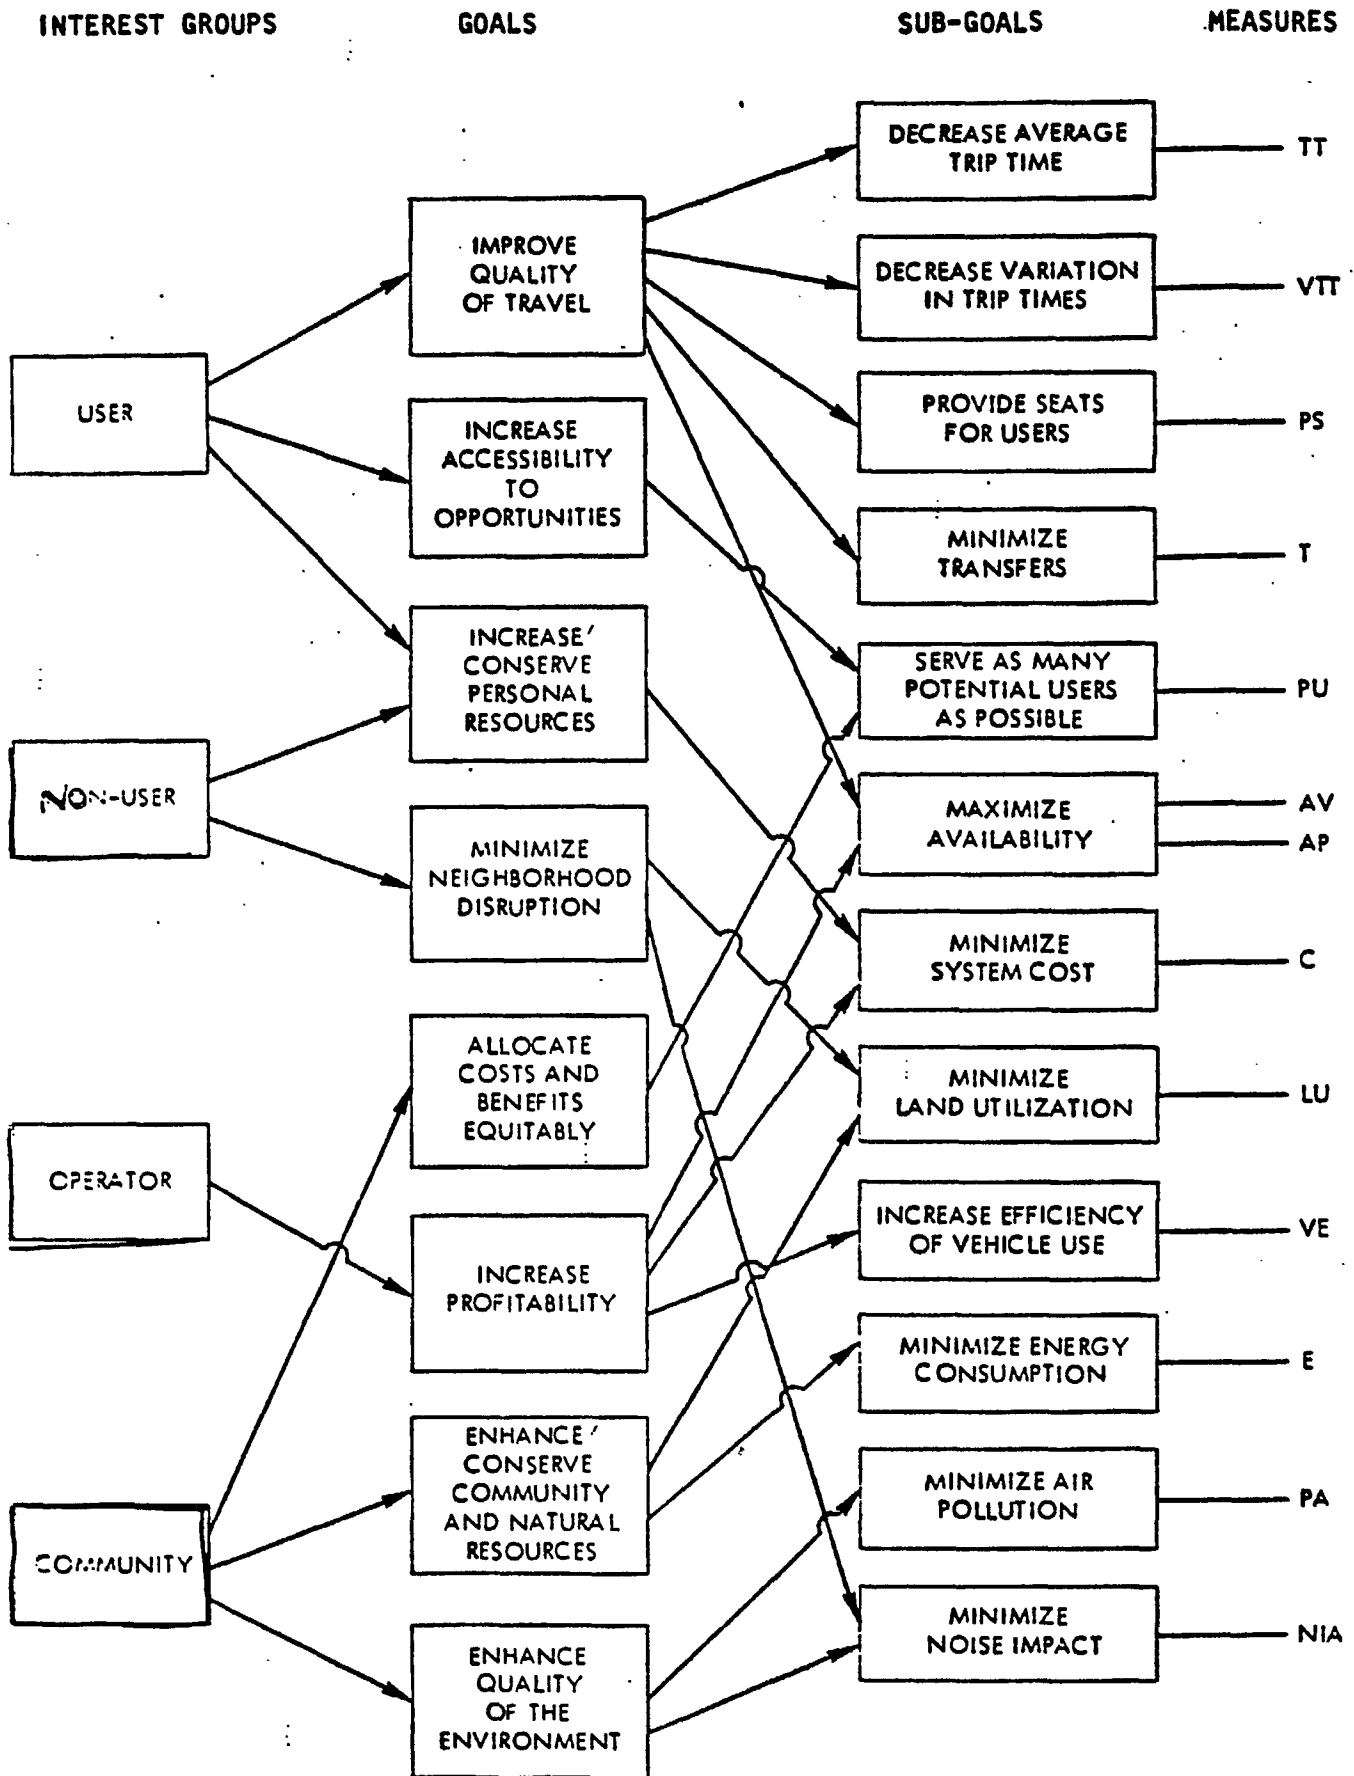 INTEREST GROUPS GOALS SUB-GOALS MEASURES
USER
NON-USER
OPERATOR
COMMUNITY
IMPROVE
QUALITY
OF TRAVEL
INCREASE
ACCESSIBILITY
TO
OPPORTUNITIES
INCREASE/
CONSERVE
PERSONAL
RESOURCES
MINIMIZE
NEIGHBORHOOD
DISRUPTION
ALLOCATE
COSTS AND
BENEFITS
EQUITABLY
INCREASE
PROFITABILITY
ENHANCE/
CONSERVE
COMMUNITY
AND NATURAL
RESOURCES
ENHANCE
QUALITY
OF THE
ENVIRONMENT
DECREASE AVERAGE
TRIP TIME
DECREASE VARIATION
IN TRIP TIMES
PROVIDE SEATS
FOR USERS
MINIMIZE
TRANSFERS
SERVE AS MANY
POTENTIAL USERS
AS POSSIBLE
MAXIMIZE
AVAILABILITY
MINIMIZE
SYSTEM COST
MINIMIZE
LAND UTILIZATION
INCREASE EFFICIENCY
OF VEHICLE USE
MINIMIZE ENERGY
CONSUMPTION
MINIMIZE AIR
POLLUTION
MINIMIZE
NOISE IMPACT
TT
VTT
PS
T
PU
AV
AP
C
LU
VE
E
PA
NIA